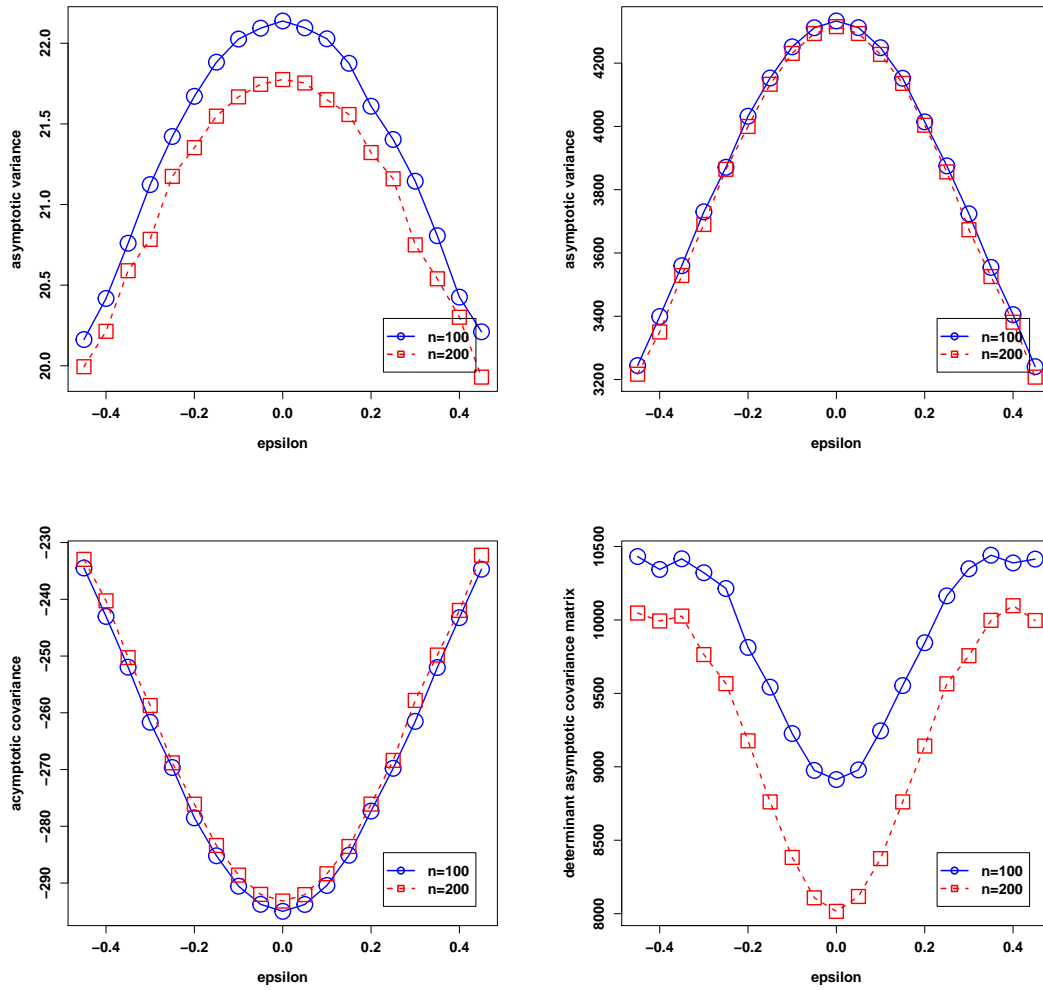 asymptotic variance
22.0
21.5
21.0
20.5
20.0
−0.4 −0.2 0.0 0.2 0.4
epsilon
n=100
n=200
asymptotic variance
4200
4000
3800
3600
3400
3200
−0.4 −0.2 0.0 0.2 0.4
epsilon
n=100
n=200
acymptotic covariance
-230
-240
-250
-260
-270
-280
-290
−0.4 −0.2 0.0 0.2 0.4
epsilon
n=100
n=200
determinant asymptotic covariance matrix
10500
10000
9500
9000
8500
8000
−0.4 −0.2 0.0 0.2 0.4
epsilon
n=100
n=200